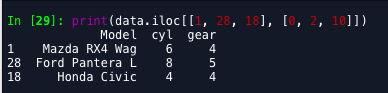 In [29]: print(data.iloc[[1, 28, 18], [0, 2, 10]])
Model cyl gear
1 Mazda RX4 Wag 6 4
28 Ford Pantera L 8 5
18 Honda Civic 4 4